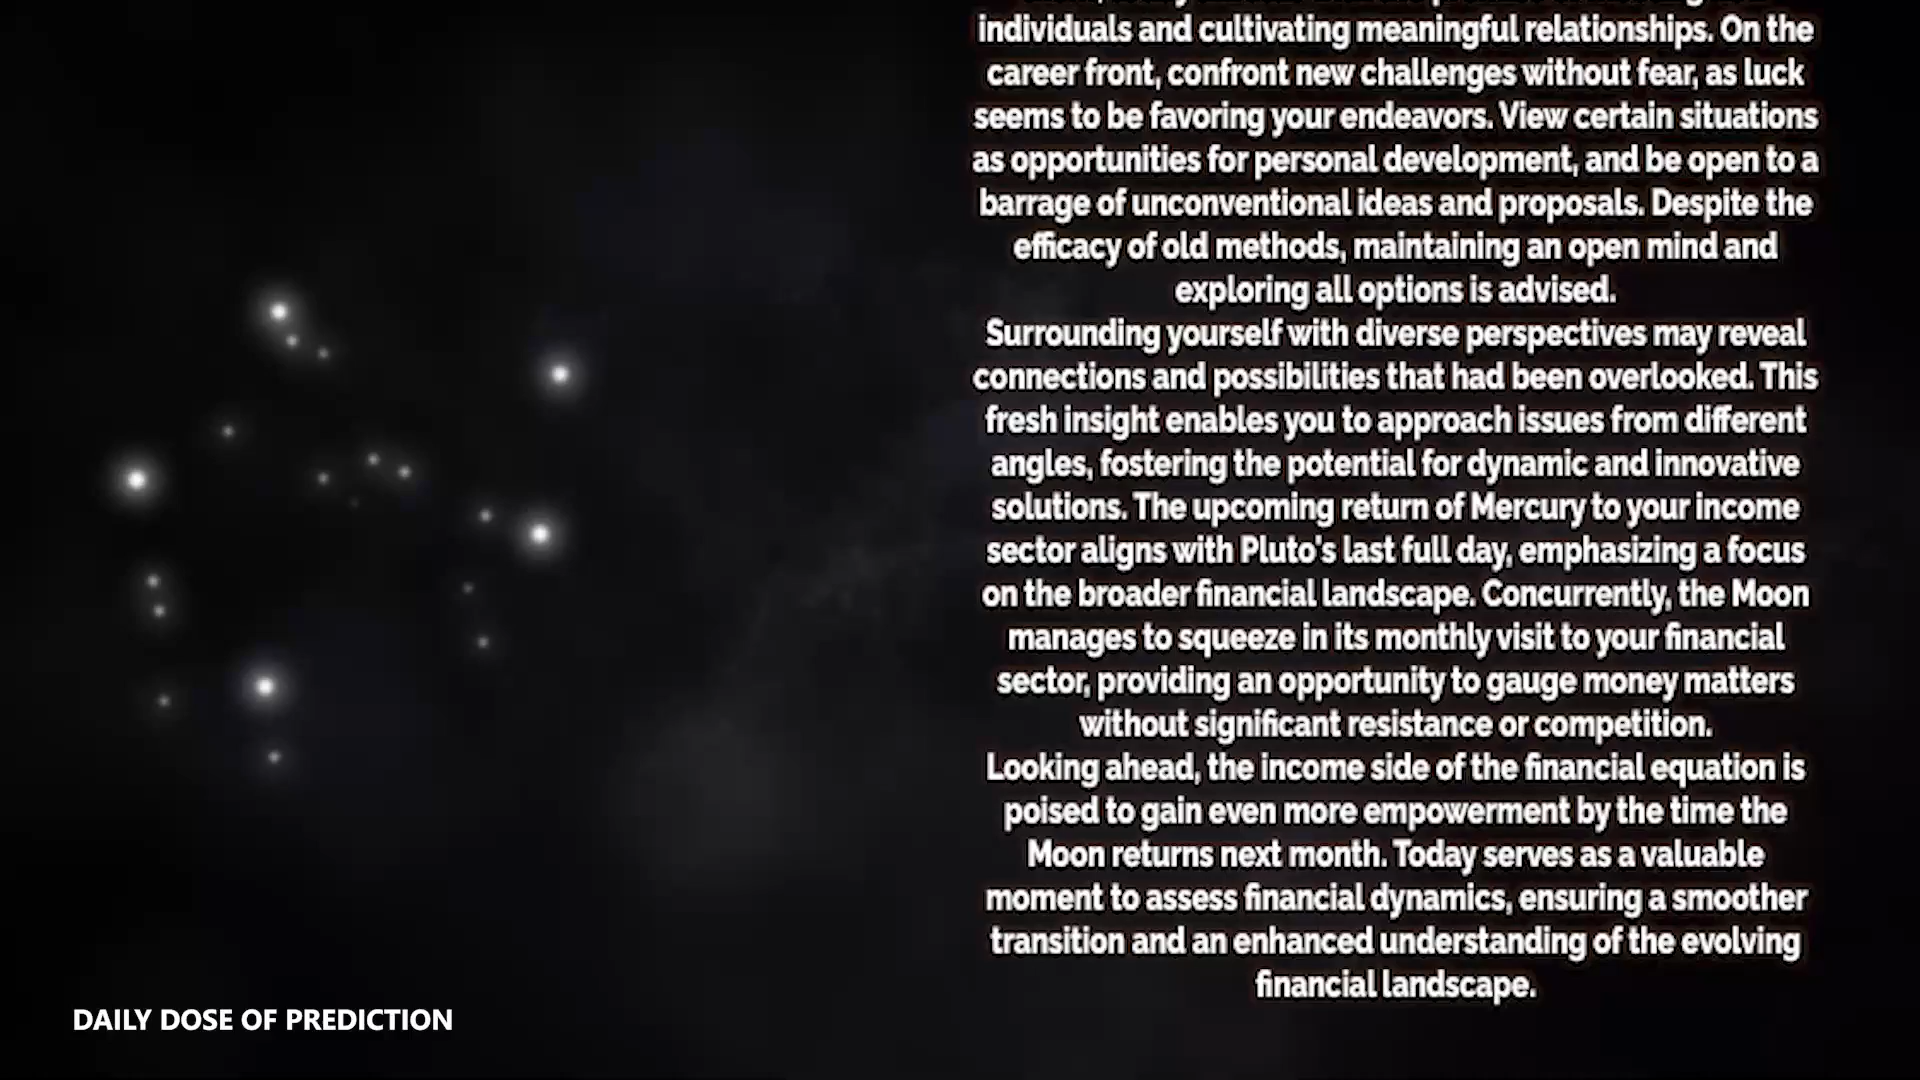 individuals and cultivating meaningful relationships. On the
career front, confront new challenges without fear, as luck
seems to be favoring your endeavors. View certain situations
as opportunities for personal development, and be open to a
barrage of unconventional ideas and proposals. Despite the
efficacy of old methods, maintaining an open mind and
exploring all options is advised.
Surrounding yourself with diverse perspectives may reveal
connections and possibilities that had been overlooked. This
fresh insight enables you to approach issues from different
angles, fostering the potential for dynamic and innovative
solutions. The upcoming return of Mercury to your income
sector aligns with Pluto's last full day, emphasizing a focus
on the broader financial landscape. Concurrently, the Moon
manages to squeeze in its monthly visit to your financial
sector, providing an opportunity to gauge money matters
without significant resistance or competition.
Looking ahead, the income side of the financial equation is
poised to gain even more empowerment by the time the
Moon returns next month. Today serves as a valuable
moment to assess financial dynamics, ensuring a smoother
transition and an enhanced understanding of the evolving
financial landscape.
DAILY DOSE OF PREDICTION